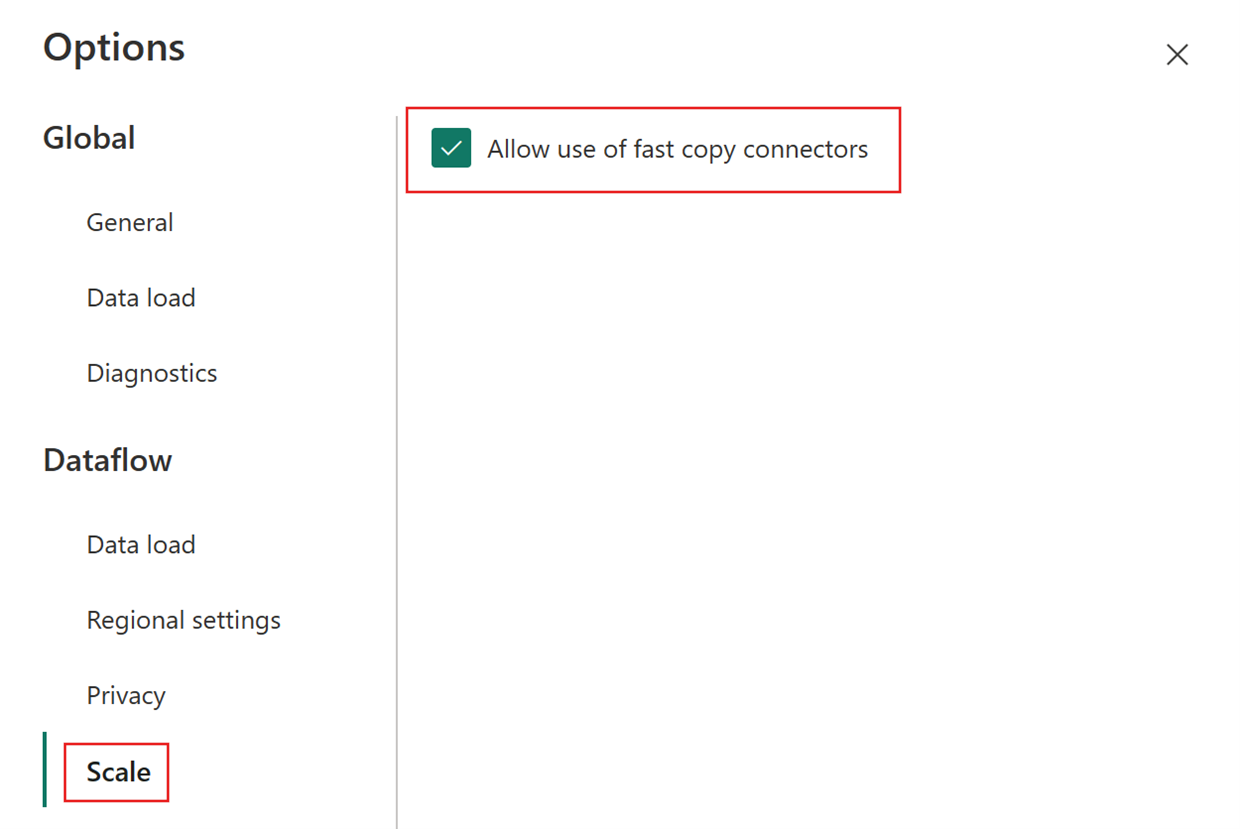 Options
Global
General
Data load
Diagnostics
Dataflow
Data load
Regional settings
Privacy
Scale
Allow use of fast copy connectors